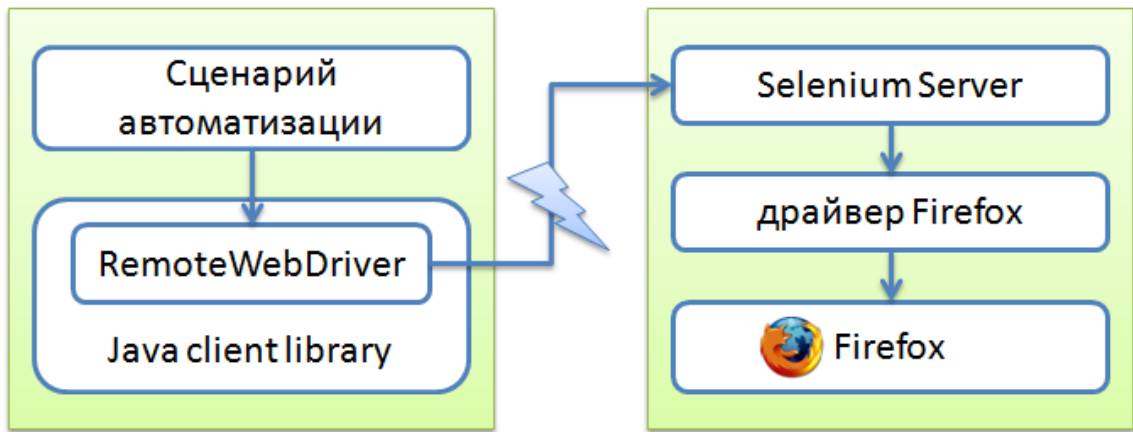 Сценарий
автоматизации
RemoteWebDriver
Java client library
Selenium Server
драйвер Firefox
Firefox